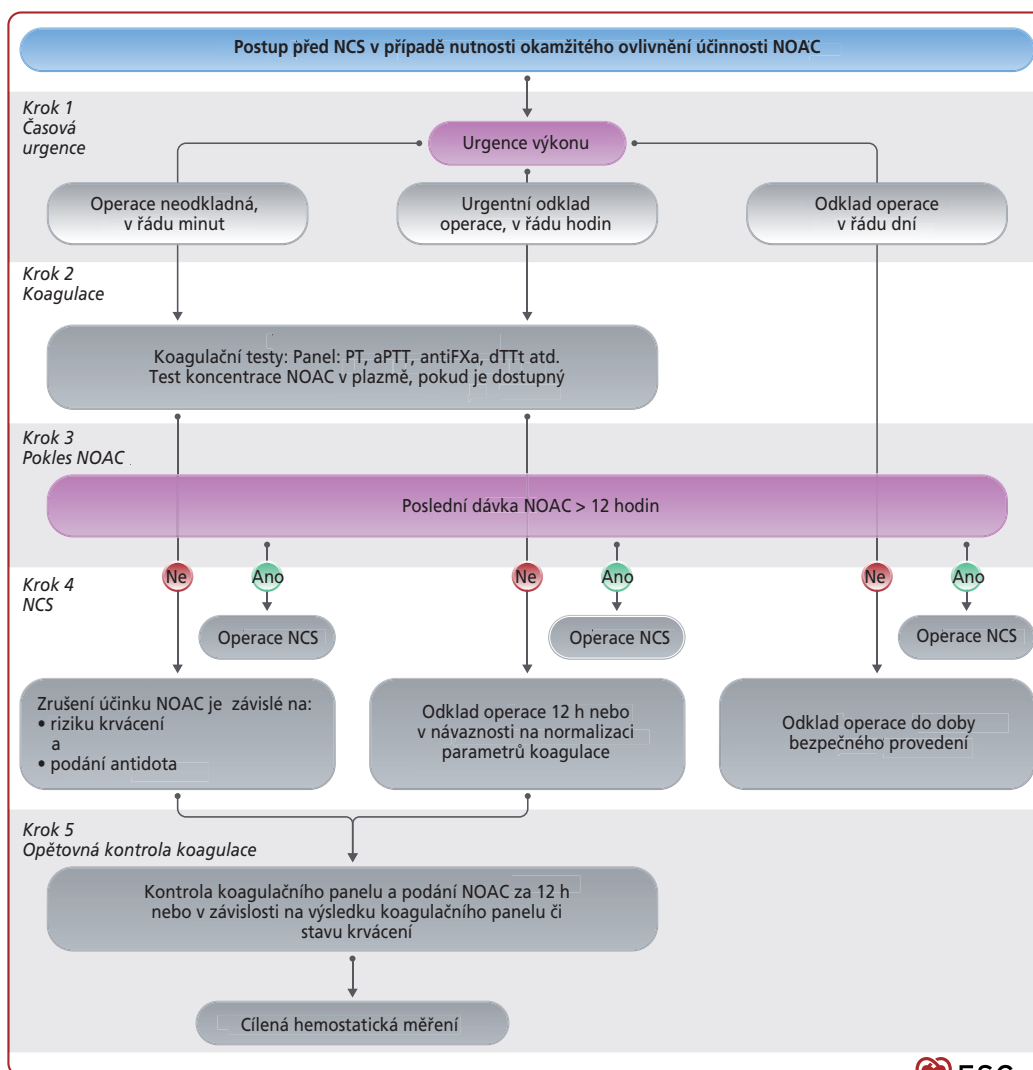 Postup před NCS v případě nutnosti okamžitého ovlivnění účinnosti NOAC
Krok 1
Časová
urgence
Urgence výkonu
Operace neodkladná,
v řádu minut
Urgentní odklad
operace, v řádu hodin
Odklad operace
v řádu dní
Krok 2
Koagulace
Koagulační testy: Panel: PT, aPTT, antiFXa, dTTt atd.
Test koncentrace NOAC v plazmě, pokud je dostupný
Krok 3
Pokles NOAC
Poslední dávka NOAC > 12 hodin
Ne
Ano
Ne
Ano
Ne
Ano
Krok 4
NCS
Operace NCS
Operace NCS
Operace NCS
Zrušení účinku NOAC je závislé na:
• riziku krvácení
a
• podání antidota
Odklad operace 12 h nebo
v návaznosti na normalizaci
parametrů koagulace
Odklad operace do doby
bezpečného provedení
Krok 5
Opětovná kontrola koagulace
Kontrola koagulačního panelu a podání NOAC za 12 h
nebo v závislosti na výsledku koagulačního panelu či
stavu krvácení
Cílená hemostatická měření
ESC